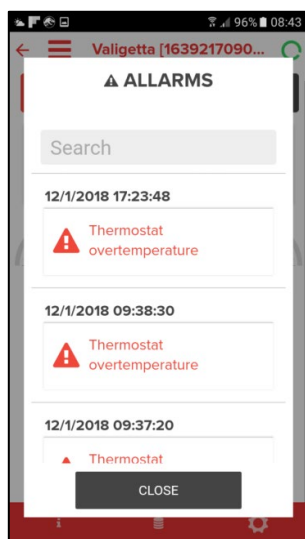 96% 08:43
Valigetta [1639217090...
ALLARMS
Search
12/1/2018 17:23:48
Thermostat
overtemperature
12/1/2018 09:38:30
Thermostat
overtemperature
12/1/2018 09:37:20
Thermostat
CLOSE